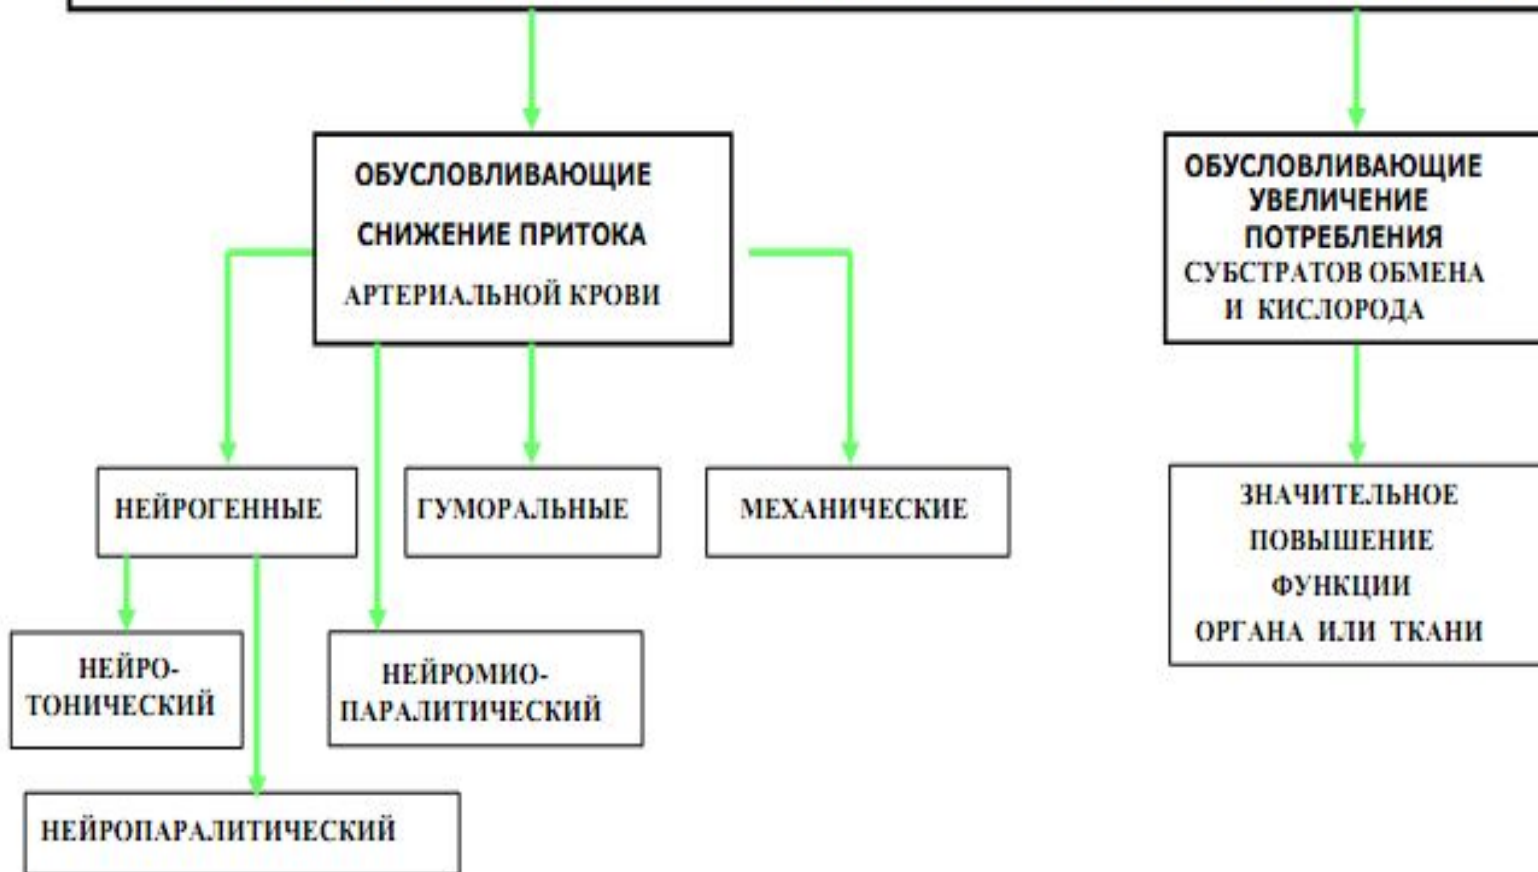 ОБУСЛОВЛИВАЮЩИЕ
СНИЖЕНИЕ ПРИТОКА
АРТЕРИАЛЬНОЙ КРОВИ
ОБУСЛОВЛИВАЮЩИЕ
УВЕЛИЧЕНИЕ
ПОТРЕБЛЕНИЯ
СУБСТРАТОВ ОБМЕНА
И КИСЛОРОДА
НЕЙРОГЕННЫЕ
ГУМОРАЛЬНЫЕ
МЕХАНИЧЕСКИЕ
ЗНАЧИТЕЛЬНОЕ
ПОВЫШЕНИЕ
ФУНКЦИИ
ОРГАНА ИЛИ ТКАНИ
НЕЙРО-
ТОНИЧЕСКИЙ
НЕЙРОМИО-
ПАРАЛИТИЧЕСКИЙ
НЕЙРОПАРАЛИТИЧЕСКИЙ